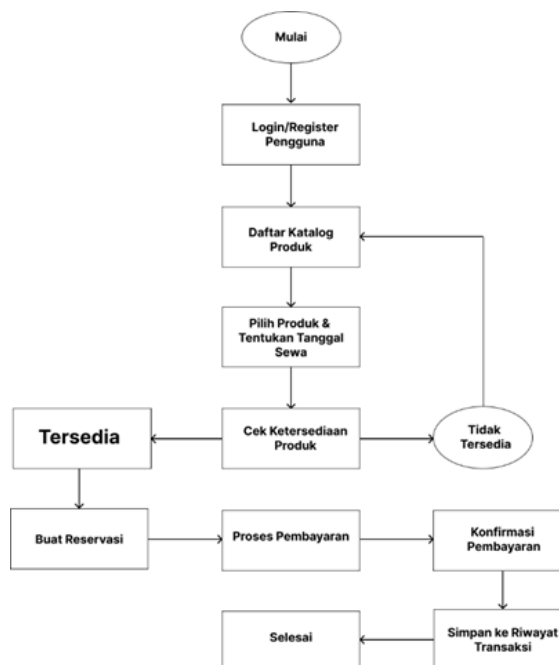 Mulai
Login/Register
Pengguna
Daftar Katalog
Produk
Pilih Produk &
Tentukan Tanggal
Sewa
Tersedia
Cek Ketersediaan
Produk
Tidak
Tersedia
Buat Reservasi
Proses Pembayaran
Konfirmasi
Pembayaran
Selesai
Simpan ke Riwayat
Transaksi